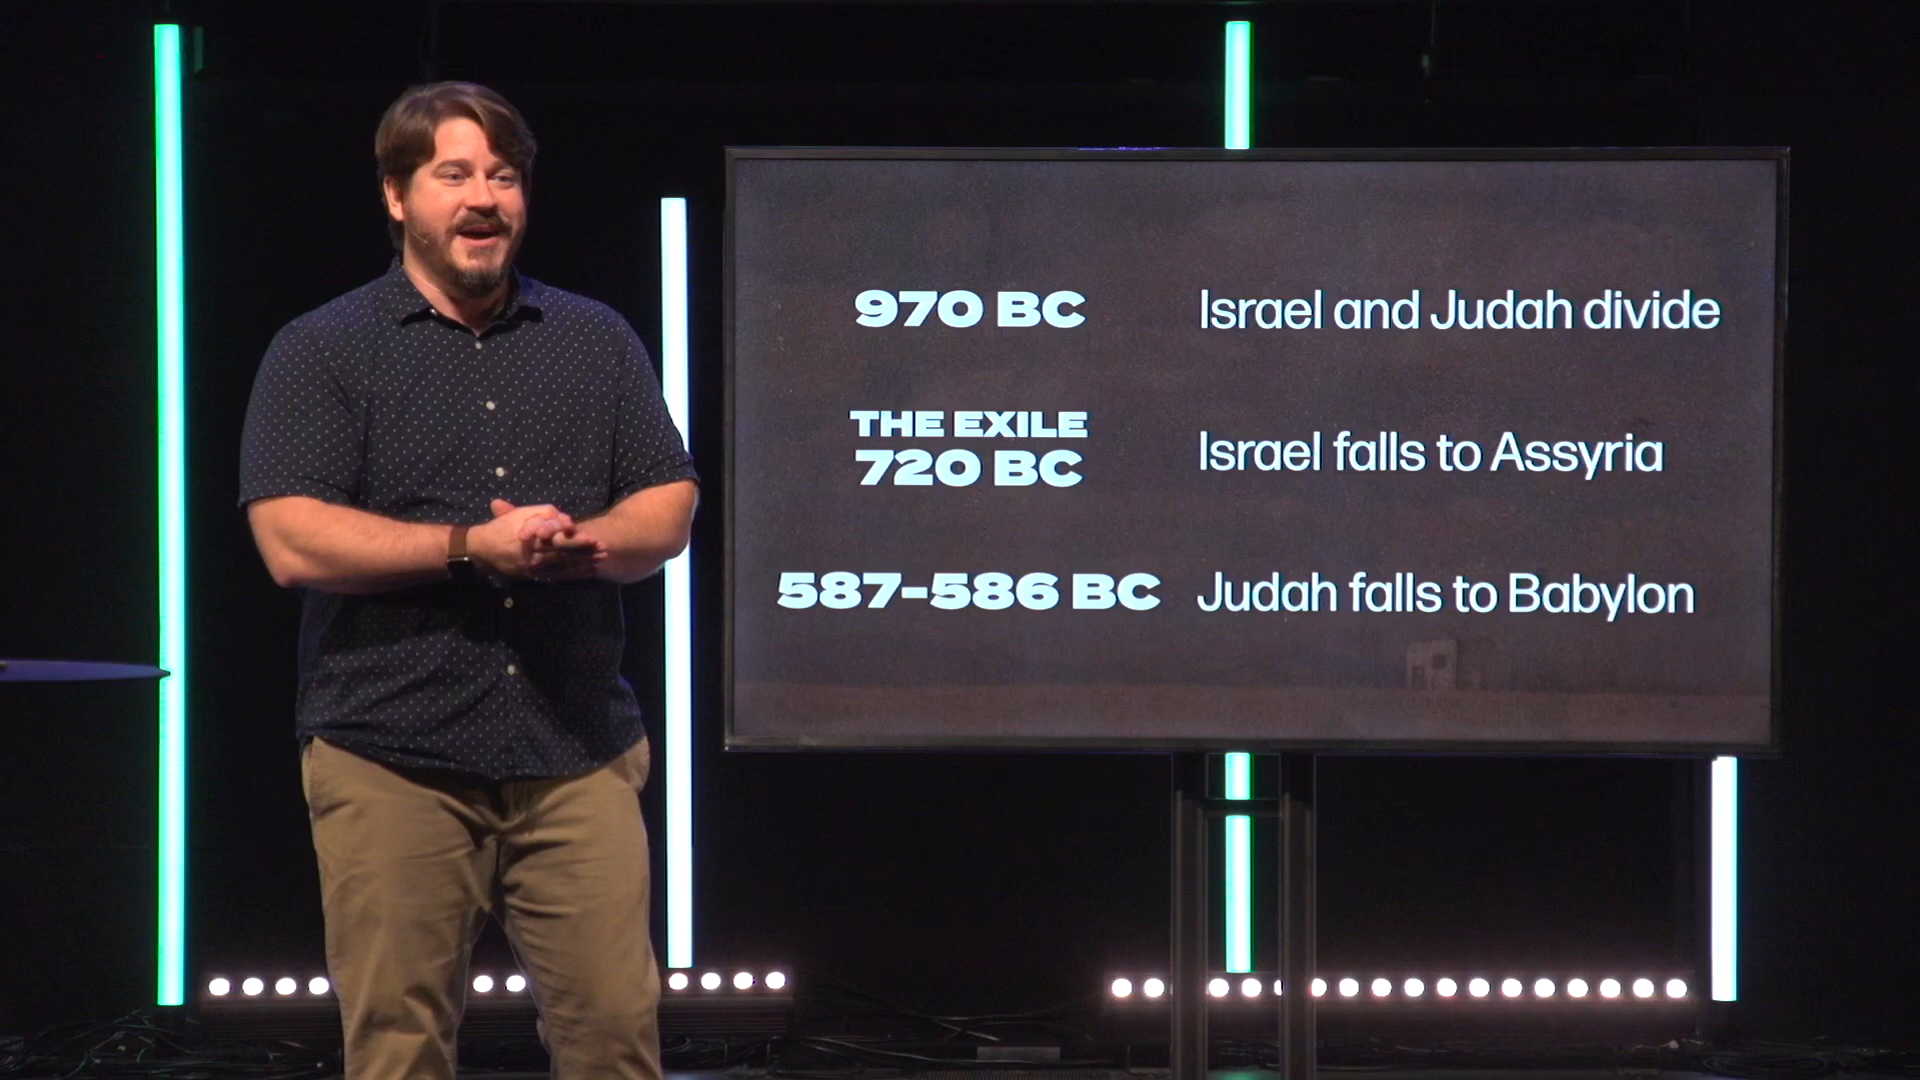 970 BC Israel and Judah divide
THE EXILE
720 BC Israel falls to Assyria
587-586 BC Judah falls to Babylon